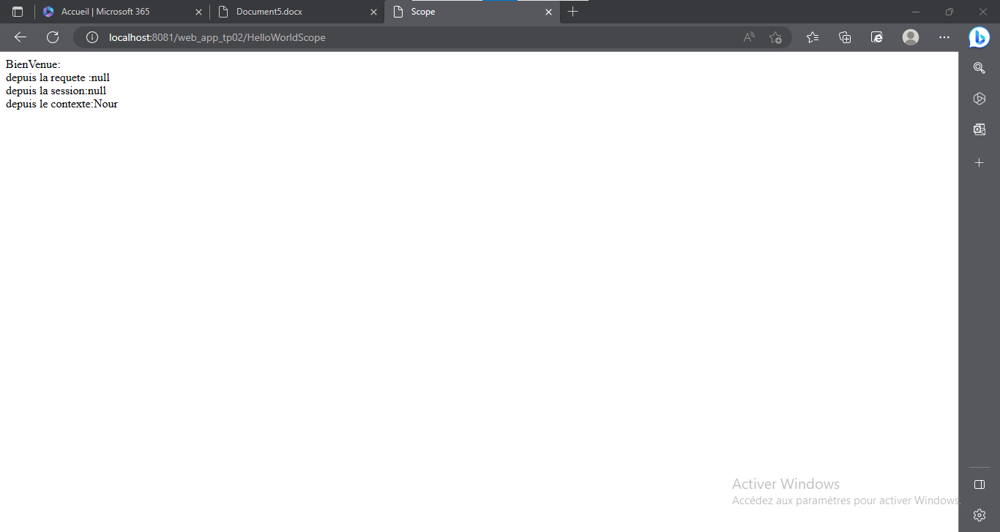 Accueil | Microsoft 365
Document5.docx
Scope
localhost:8081/web_app_tp02/HelloWorldScope
BienVenue:
depuis la requete :null
depuis la session:null
depuis le contexte:Nour
Activer Windows
Accédez aux paramètres pour activer Windows.